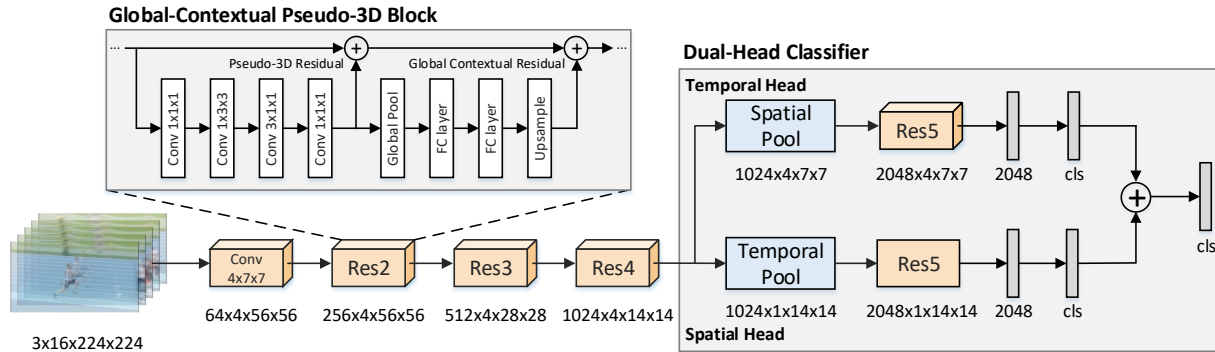 Global-Contextual Pseudo-3D Block
...
...
Pseudo-3D Residual
Global Contextual Residual
Conv 1x1x1
Conv 1x3x3
Conv 3x1x1
Conv 1x1x1
Global Pool
FC layer
FC layer
Upsample
Dual-Head Classifier
Temporal Head
Spatial
Pool
Res5
1024x4x7x7
2048x4x7x7
2048
cls
cls
Conv
4x7x7
Res2
Res3
Res4
Temporal
Pool
Res5
64x4x56x56
256x4x56x56
512x4x28x28
1024x4x14x14
1024x1x14x14
2048x1x14x14
2048
cls
Spatial Head
3x16x224x224